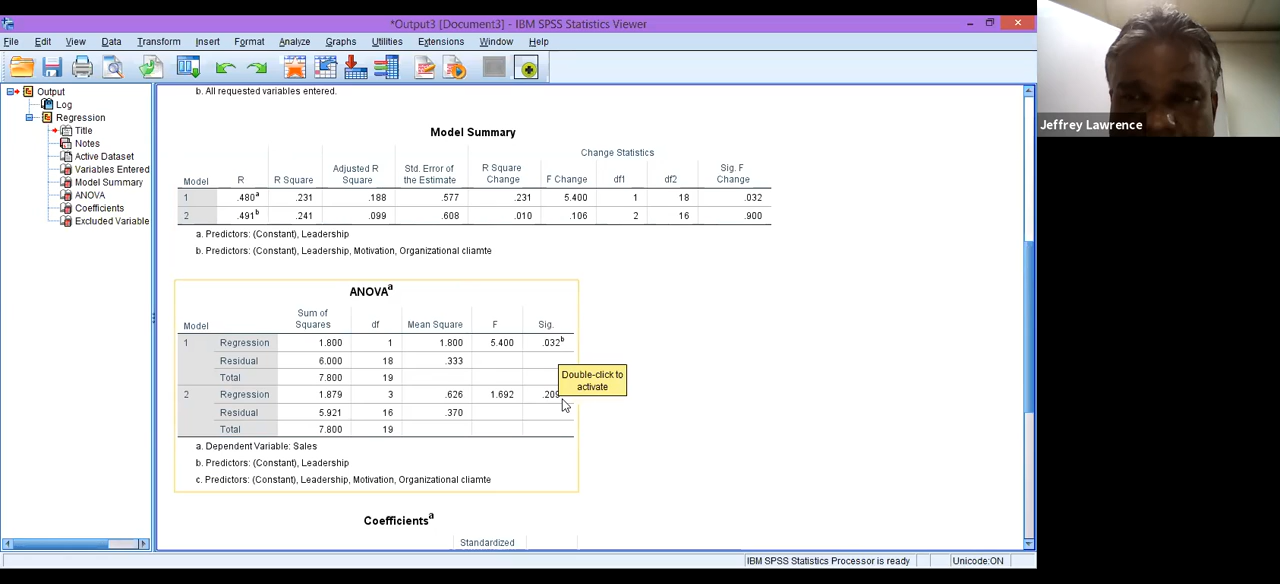 *Output3 [Document3] - IBM SPSS Statistics Viewer
File Edit View Data Transform Insert Format Analyze Graphs Utilities Extensions Window Help
Output
Log
Regression
Title
Notes
Active Dataset
Variables Entered
Model Summary
ANOVA
Coefficients
Excluded Variable
b. All requested variables entered.
Model Summary
Change Statistics
Model R R Square Adjusted R Square Std. Error of the Estimate R Square Change F Change df1 df2 Sig. F Change
1 .480a .231 .188 .577 .231 5.400 1 18 .032
2 .491b .241 .099 .608 .010 .106 2 16 .900
a. Predictors: (Constant), Leadership
b. Predictors: (Constant), Leadership, Motivation, Organizational cliamte
ANOVAa
Model Sum of Squares df Mean Square F Sig.
1 Regression 1.800 1 1.800 5.400 .032b
Residual 6.000 18 .333
Total 7.800 19
2 Regression 1.879 3 .626 1.692 .209
Residual 5.921 16 .370
Total 7.800 19
Double-click to
activate
a. Dependent Variable: Sales
b. Predictors: (Constant), Leadership
c. Predictors: (Constant), Leadership, Motivation, Organizational cliamte
Coefficientsa
Standardized
IBM SPSS Statistics Processor is ready
Unicode:ON
Jeffrey Lawrence